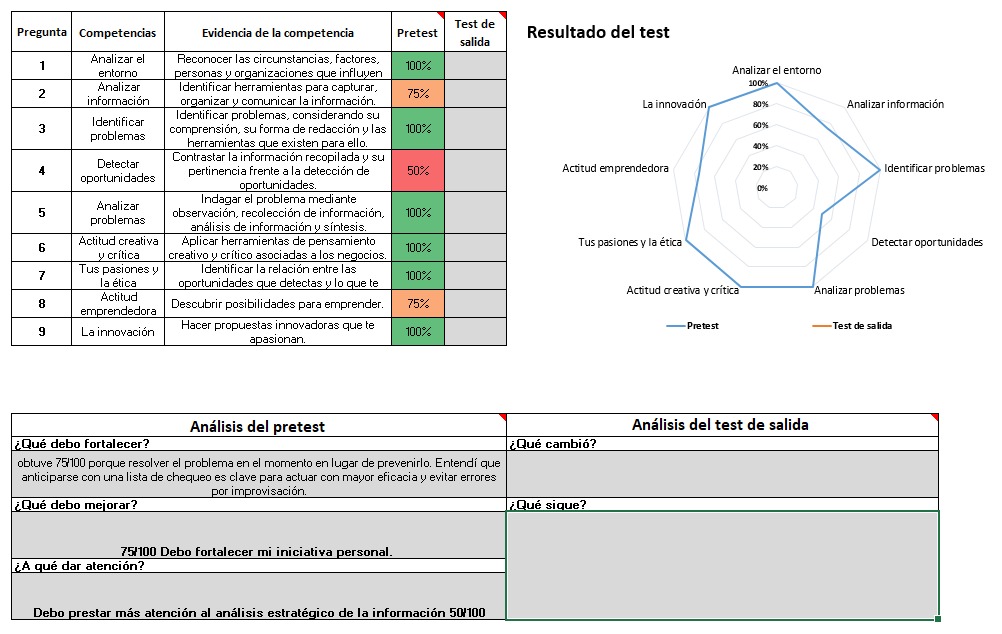 Pregunta Competencias Evidencia de la competencia Pretest Test de salida
1 Analizar el entorno Reconocer las circunstancias, factores, personas y organizaciones que influyen 100%
2 Analizar información Identificar herramientas para capturar, organizar y comunicar la información. 75%
3 Identificar problemas Identificar problemas, considerando su comprensión, su forma de redacción y las herramientas que existen para ello. 100%
4 Detectar oportunidades Contrastar la información recopilada y su pertinencia frente a la detección de oportunidades. 50%
5 Analizar problemas Indagar el problema mediante observación, recolección de información, análisis de información y síntesis. 100%
6 Actitud creativa y crítica Aplicar herramientas de pensamiento creativo y crítico asociadas a los negocios. 100%
7 Tus pasiones y la ética Identificar la relación entre las oportunidades que detectas y lo que te 100%
8 Actitud emprendedora Descubrir posibilidades para emprender. 75%
9 La innovación Hacer propuestas innovadoras que te apasionan. 100%
Resultado del test
Analizar el entorno
100%
La innovación
Analizar información
80%
60%
40%
Actitud emprendedora
Identificar problemas
20%
0%
Tus pasiones y la ética
Detectar oportunidades
Actitud creativa y crítica
Analizar problemas
Pretest
Test de salida
Análisis del pretest
¿Qué debo fortalecer?
obtuve 75/100 porque resolver el problema en el momento en lugar de prevenirlo. Entendí que
anticiparse con una lista de chequeo es clave para actuar con mayor eficacia y evitar errores
por improvisación.
¿Qué debo mejorar?
75/100 Debo fortalecer mi iniciativa personal.
¿A qué dar atención?
Debo prestar más atención al análisis estratégico de la información 50/100
Análisis del test de salida
¿Qué cambió?
¿Qué sigue?